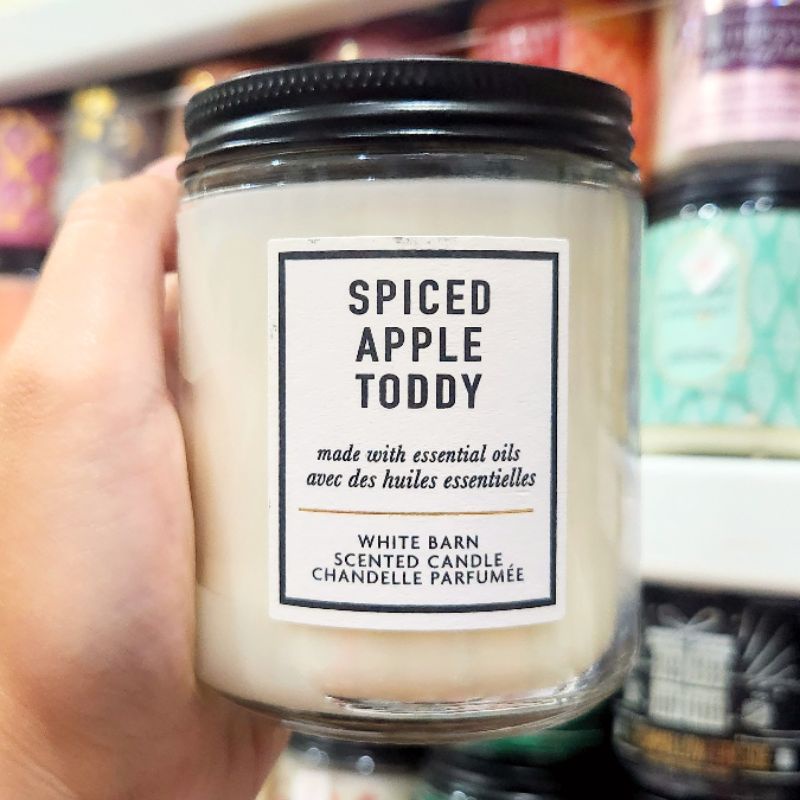 SPICED
APPLE
TODDY
made with essential oils
avec des huiles essentielles
WHITE BARN
SCENTED CANDLE
CHANDELLE PARFUMÉE